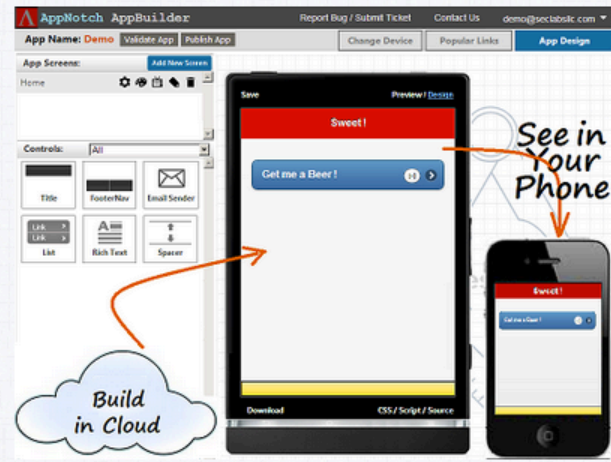 AppNotch AppBuilder
Report Bug / Submit Ticket
Contact Us
demo@seclabsllc.com
App Name: Demo
Validate App
Publish App
Change Device
Popular Links
App Design
App Screens:
Add New Screen
Home
Controls:
All
Title
FooterNav
Email Sender
Link
Link
A
List
Rich Text
Spacer
Save
Preview / Design
Sweet!
Get me a Beer!
Download
CSS / Script / Source
See in
Your
Phone
Sweet!
Get me a Beer!
Build
in Cloud